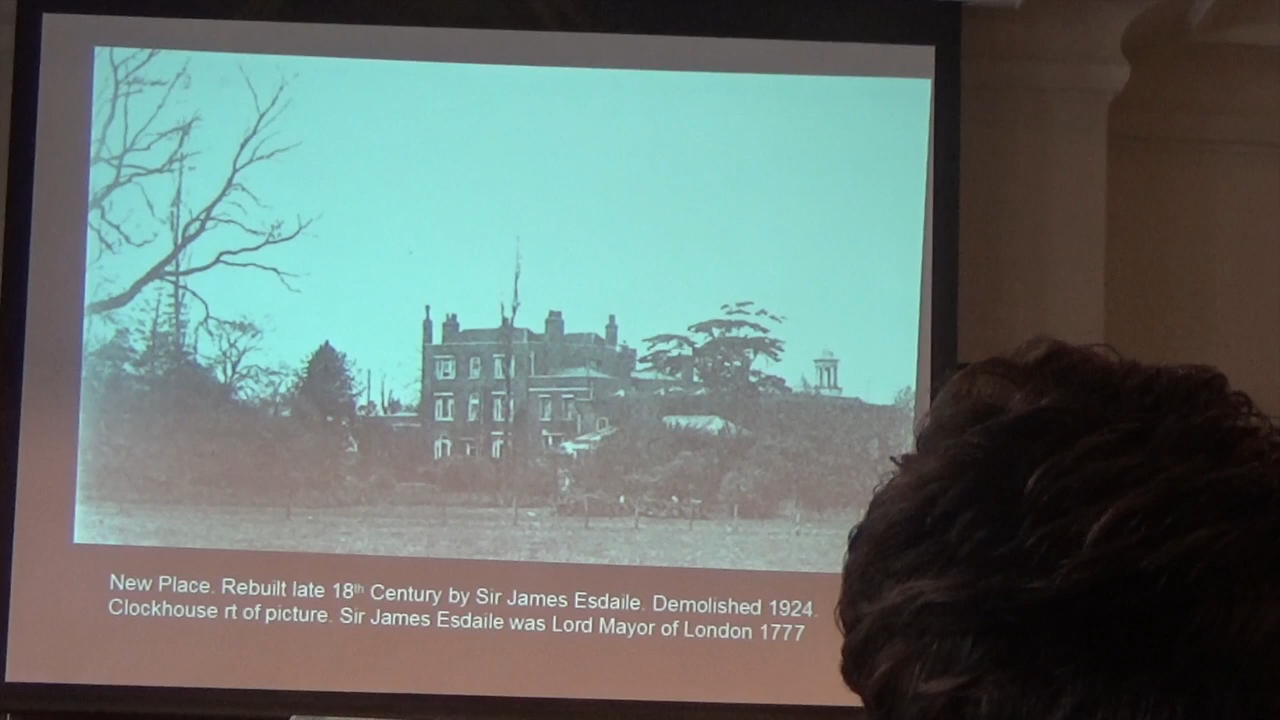 New Place. Rebuilt late 18th Century by Sir James Esdaile. Demolished 1924.
Clockhouse rt of picture. Sir James Esdaile was Lord Mayor of London 1777